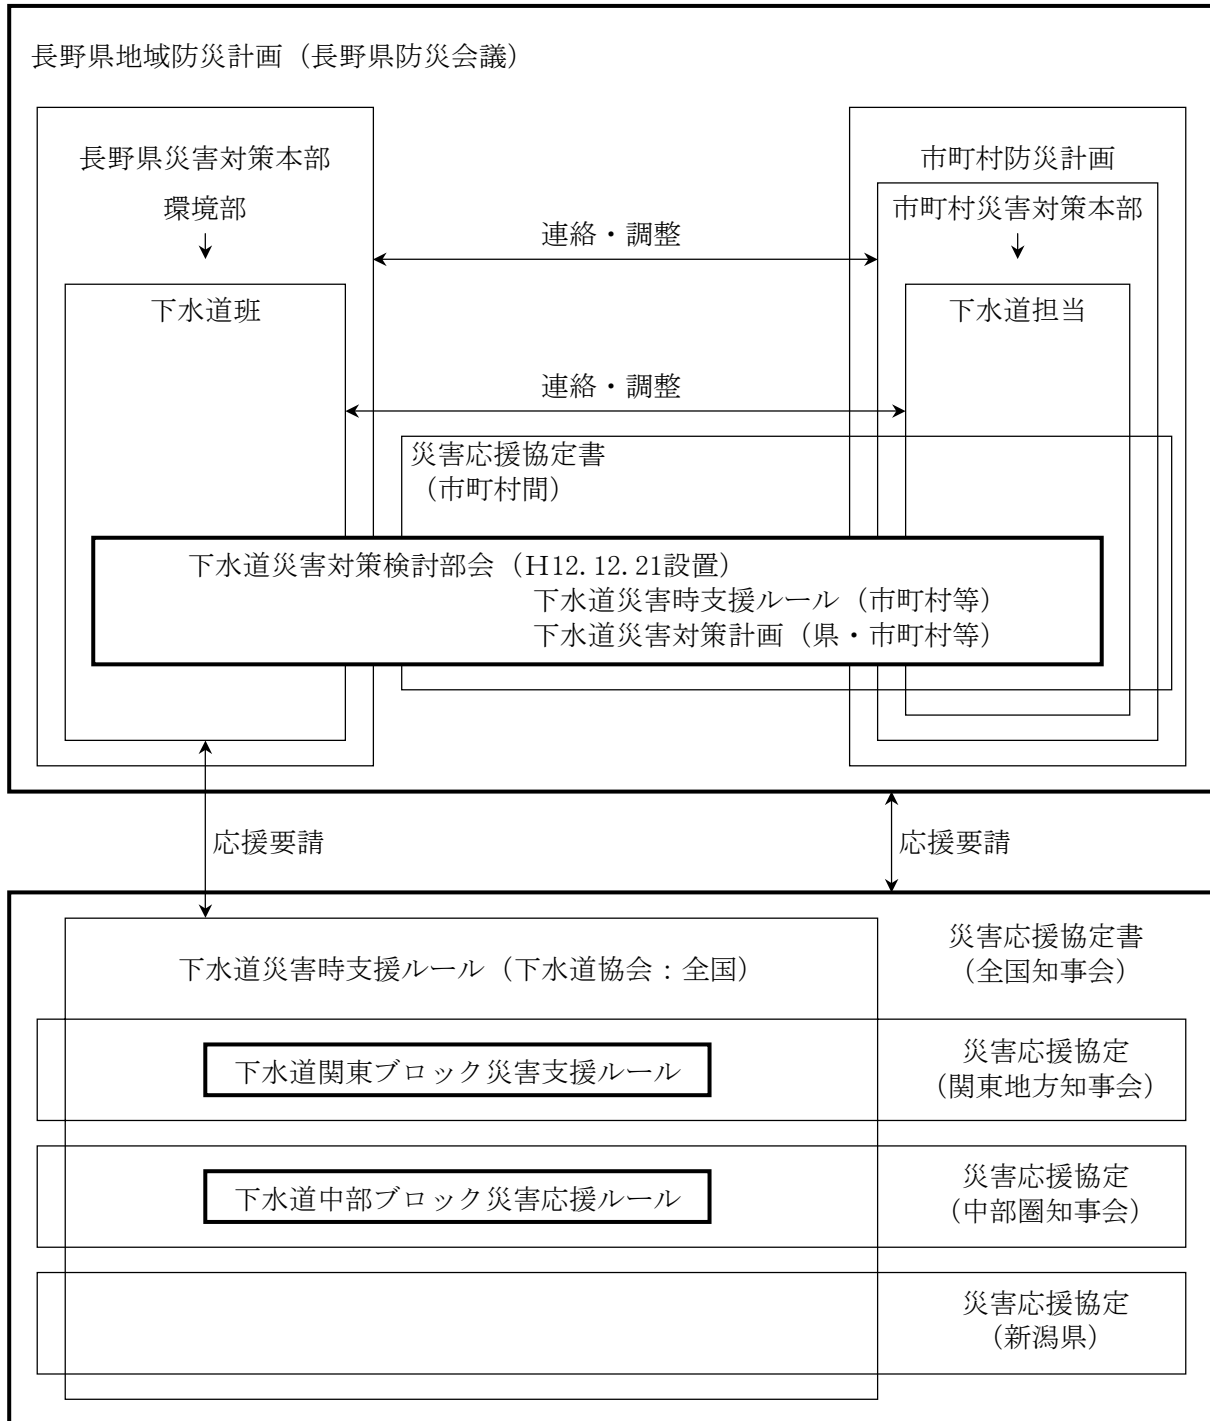 長野県地域防災計画（長野県防災会議）
長野県災害対策本部
環境部
下水道班
市町村防災計画
市町村災害対策本部
下水道担当
連絡・調整
連絡・調整
災害応援協定書
（市町村間）
下水道災害対策検討部会（H12.12.21設置）
下水道災害時支援ルール（市町村等）
下水道災害対策計画（県・市町村等）
応援要請
応援要請
下水道災害時支援ルール（下水道協会：全国）
災害応援協定書
（全国知事会）
下水道関東ブロック災害支援ルール
災害応援協定
（関東地方知事会）
下水道中部ブロック災害応援ルール
災害応援協定
（中部圏知事会）
災害応援協定
（新潟県）